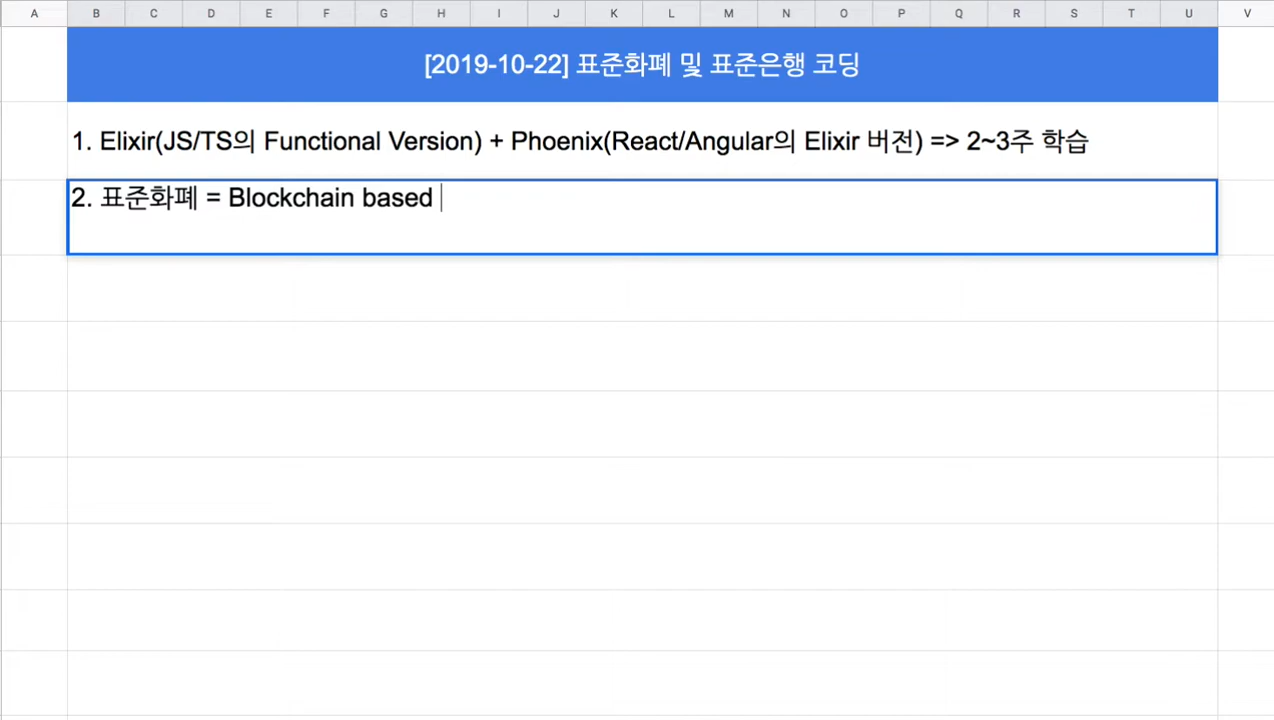 A B C D E F G H I J K L M N O P Q R S T U V
[2019-10-22] 표준화폐 및 표준은행 코딩
1. Elixir(JS/TS의 Functional Version) + Phoenix(React/Angular의 Elixir 버전) => 2~3주 학습
2. 표준화폐 = Blockchain based